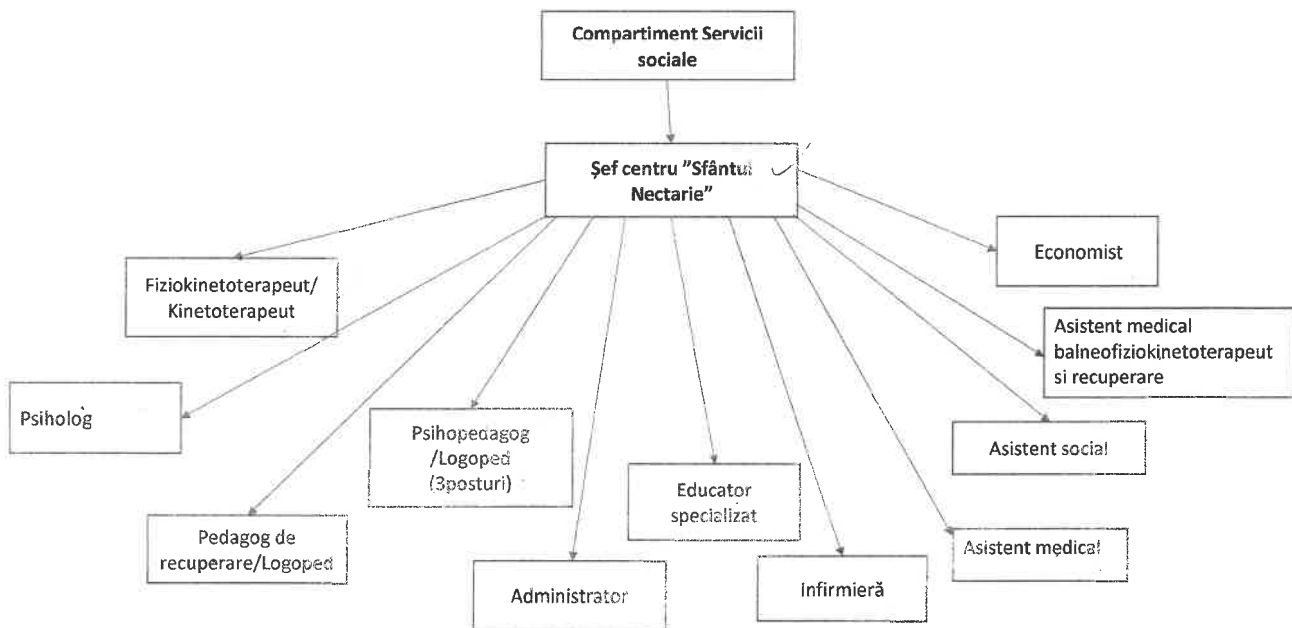 Compartiment Servicii
sociale
Șef centru ”Sfântul
Nectarie”
Economist
Fiziokinetoterapeut/
Kinetoterapeut
Asistent medical
balneofiziokinetoterapeut
si recuperare
Psiholog
Psihopedagog
/Logoped
(3posturi)
Asistent social
Educator
specializat
Pedagog de
recuperare/Logoped
Asistent medical
Administrator
Infirmieră